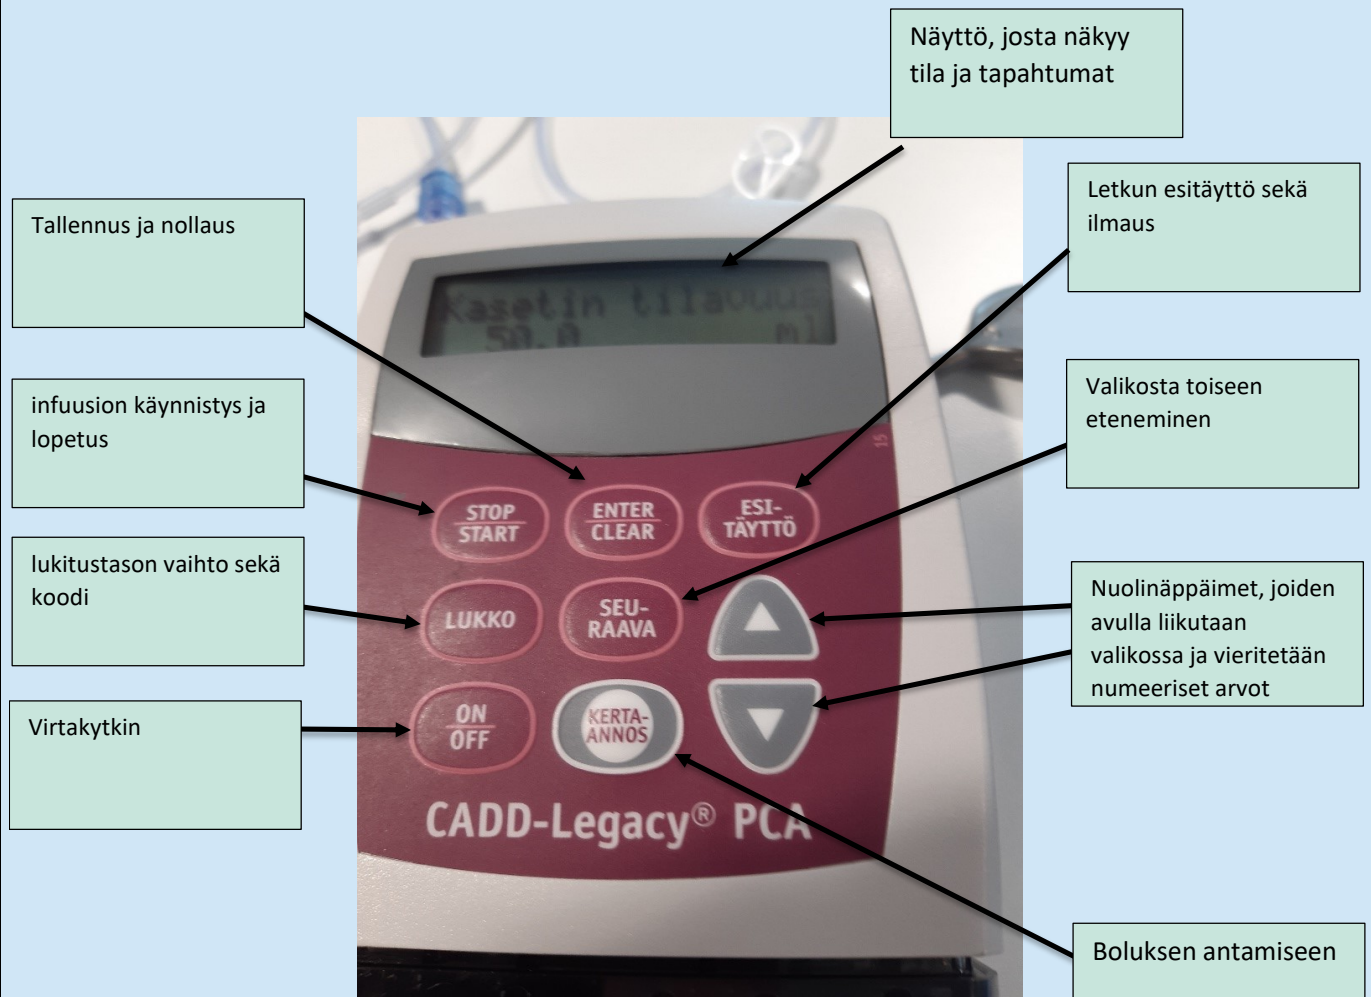 Näyttö, josta näkyy
tila ja tapahtumat
Tallennus ja nollaus
Letkun esitäyttö sekä
ilmaus
infuusion käynnistys ja
lopetus
Valikosta toiseen
eteneminen
lukitustason vaihto sekä
koodi
Nuolinäppäimet, joiden
avulla liikutaan
valikossa ja vieritetään
numeeriset arvot
Virtakytkin
Boluksen antamiseen
Kasetin tilavuus
50.0 ml
15
STOP
START
ENTER
CLEAR
ESI-
TÄYTTÖ
LUKKO
SEU-
RAAVA
ON
OFF
KERTA-
ANNOS
CADD-Legacy® PCA